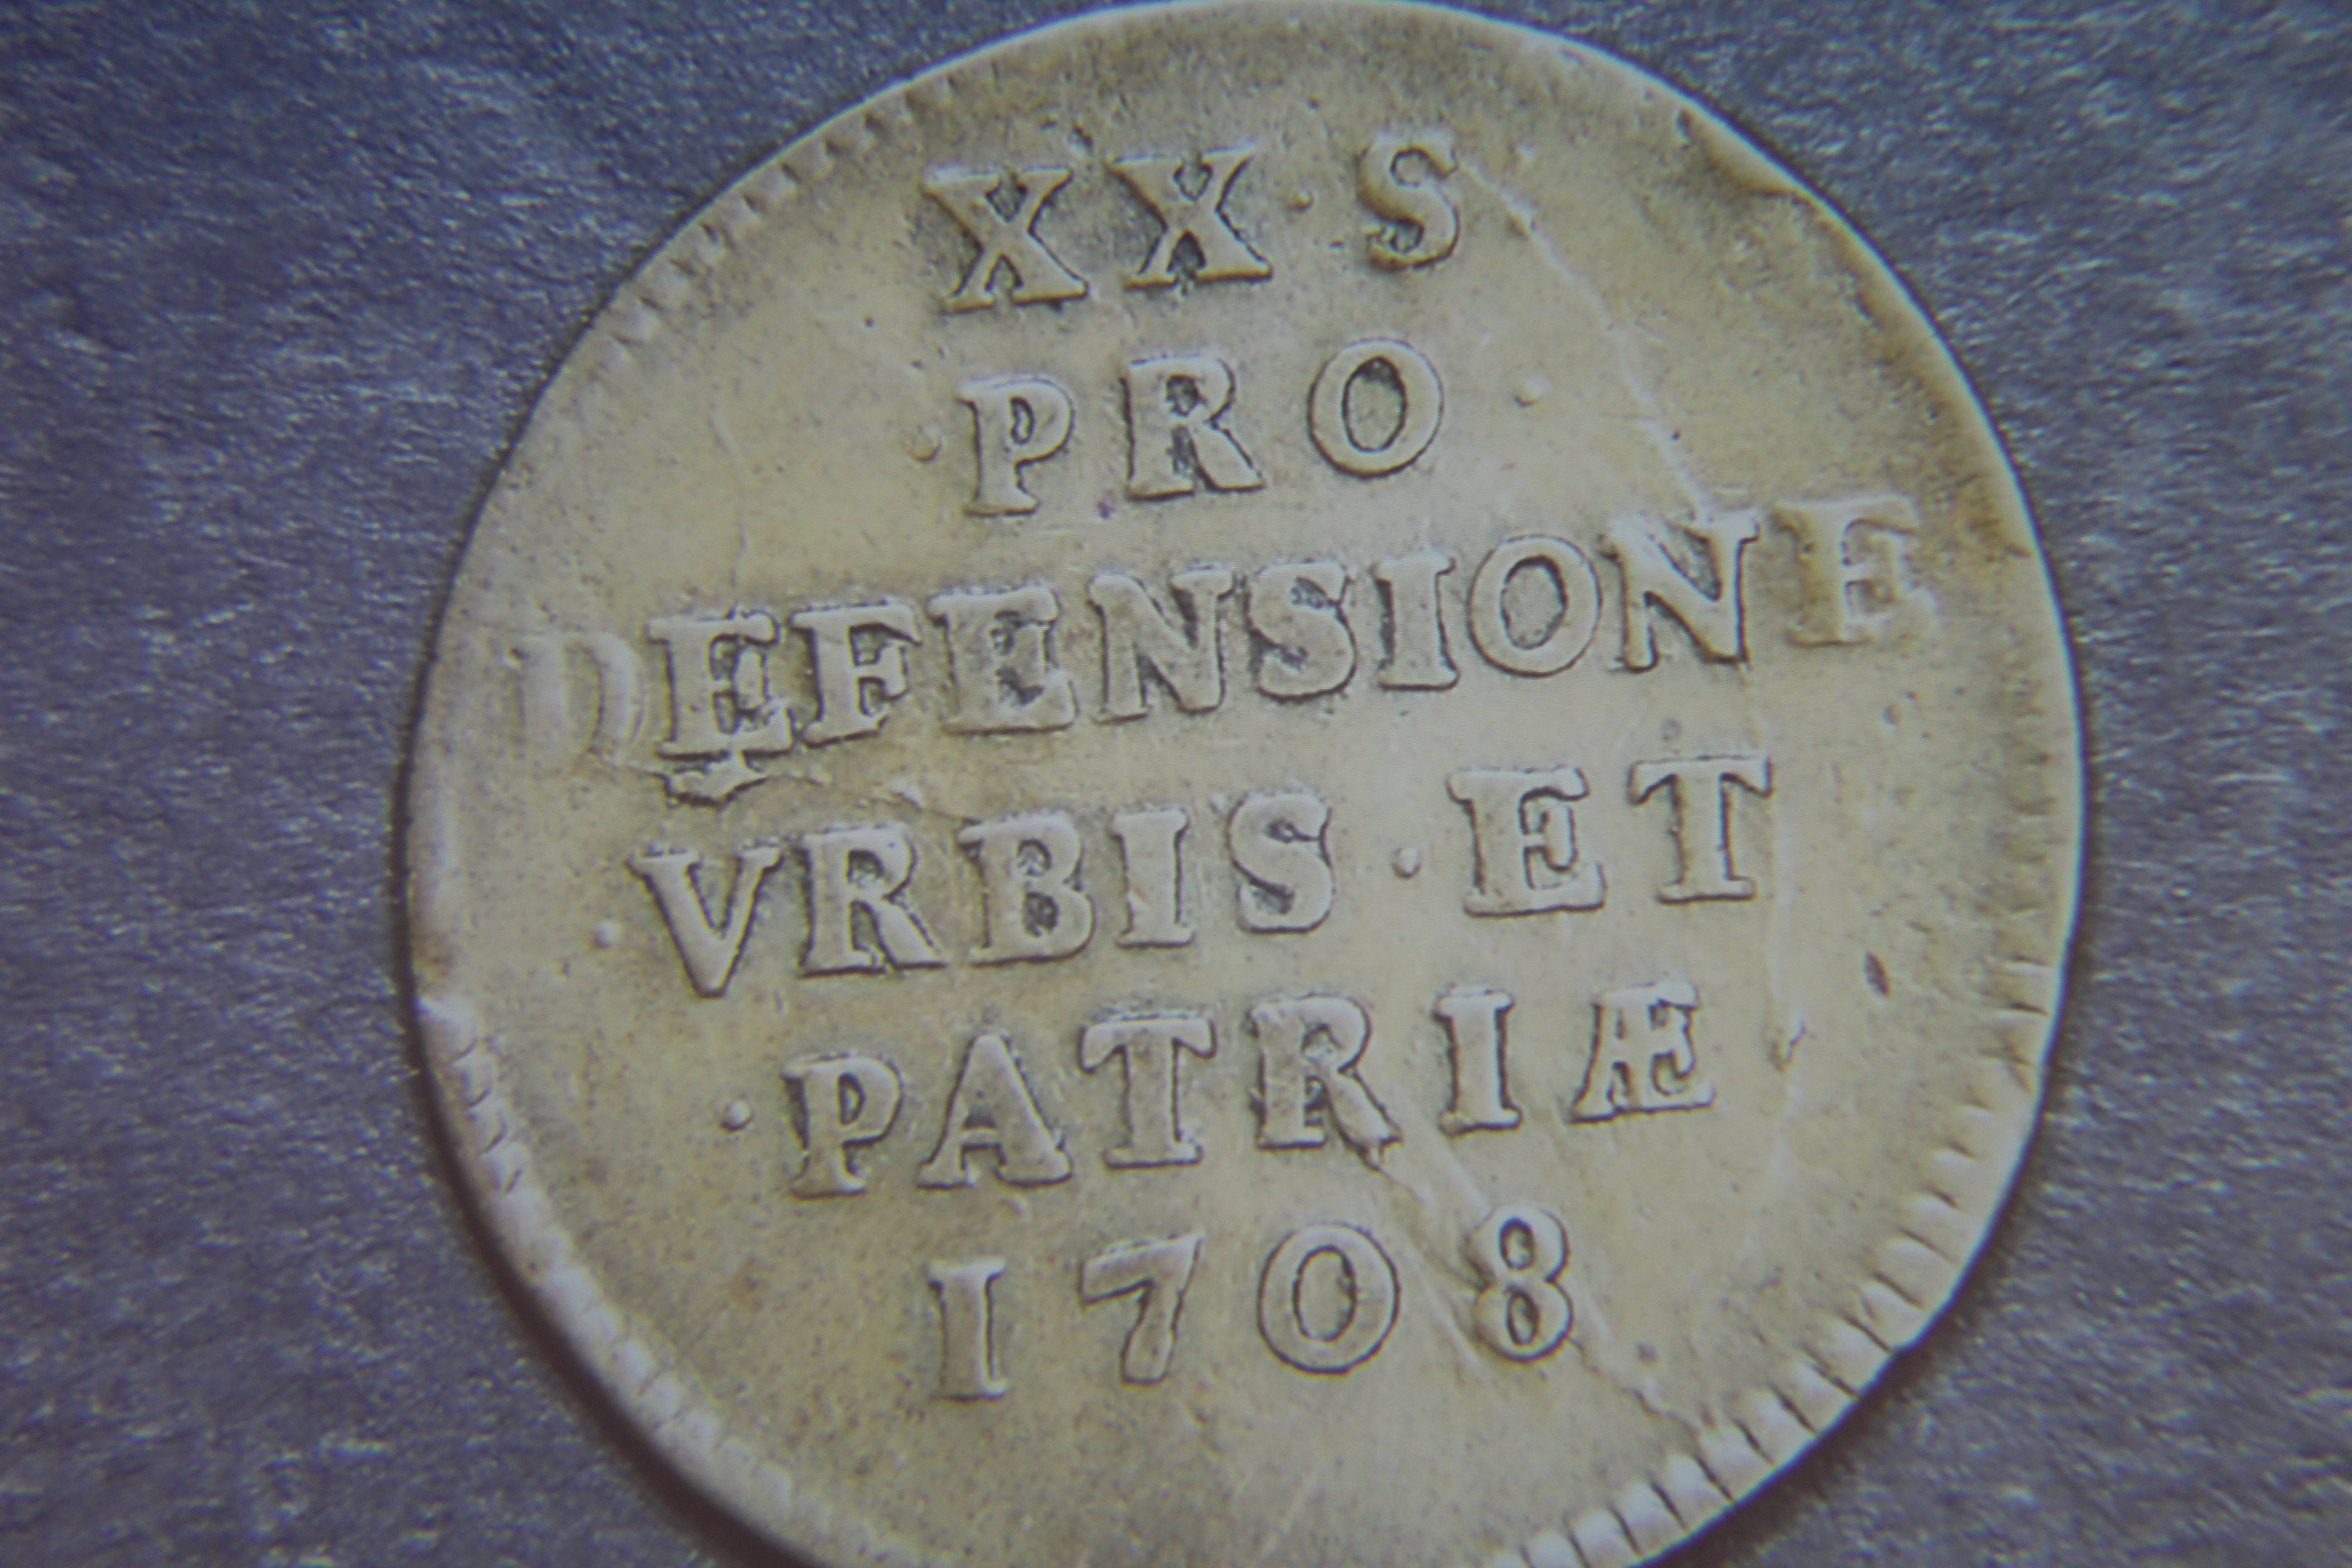 XX·S
·PRO·
DEFENSIONE
·VRBIS·ET
·PATRIÆ
1708